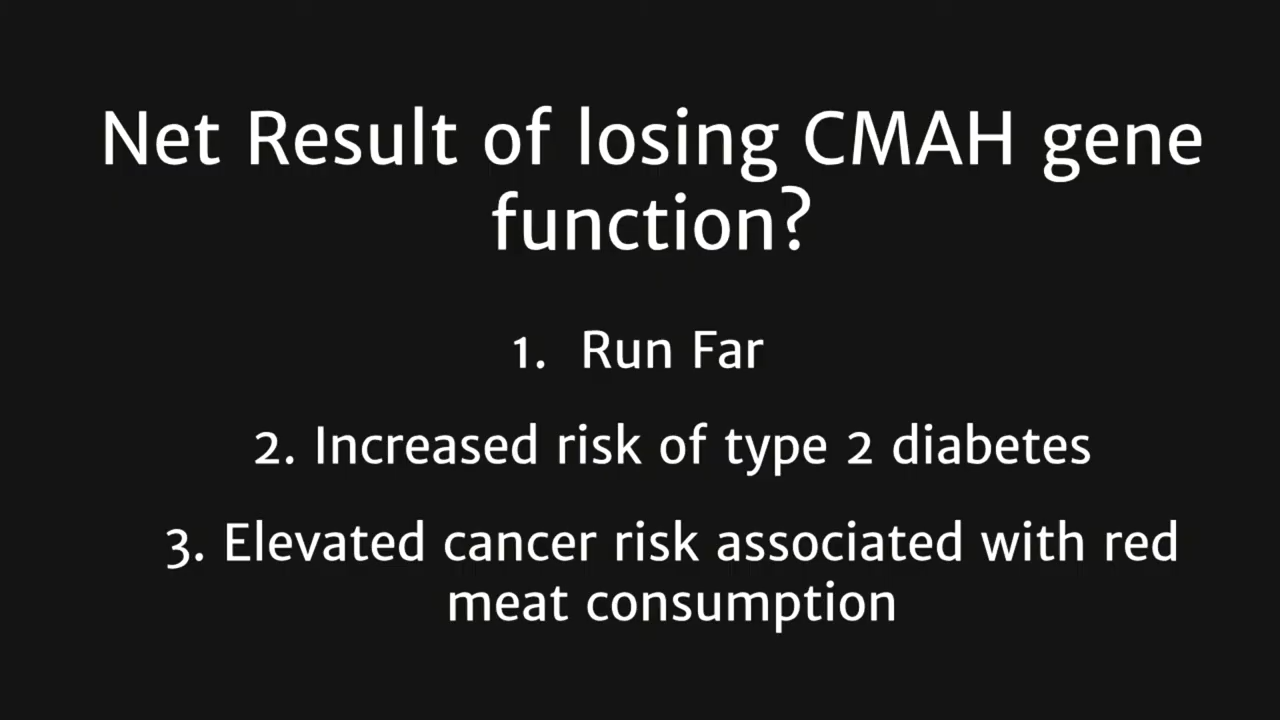 Net Result of losing CMAH gene
function?
1. Run Far
2. Increased risk of type 2 diabetes
3. Elevated cancer risk associated with red
meat consumption